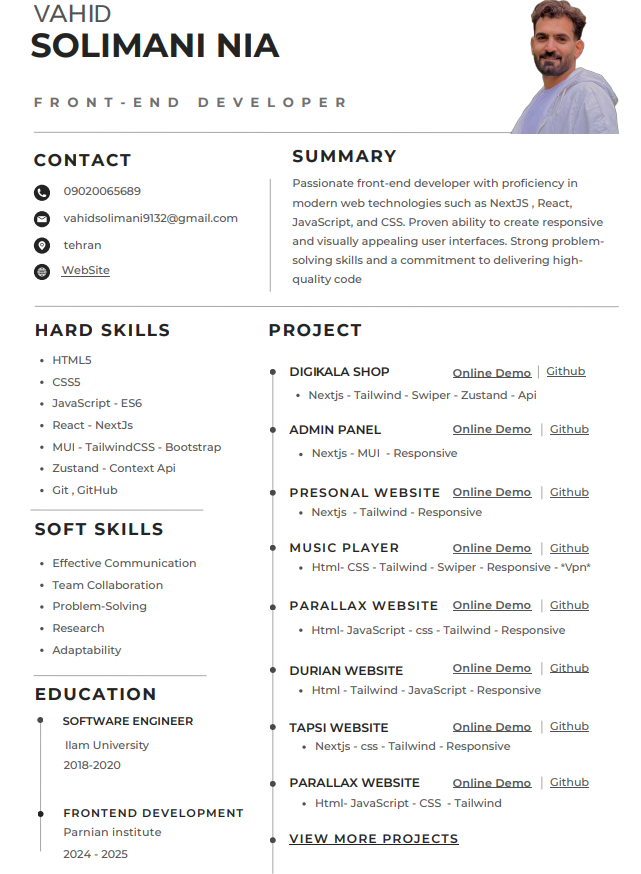 VAHID
SOLIMANI NIA
FRONT-END DEVELOPER
CONTACT
09020065689
vahidsolimani9132@gmail.com
tehran
WebSite
SUMMARY
Passionate front-end developer with proficiency in
modern web technologies such as NextJS , React,
JavaScript, and CSS. Proven ability to create responsive
and visually appealing user interfaces. Strong problem-
solving skills and a commitment to delivering high-
quality code
HARD SKILLS
• HTML5
• CSS5
• JavaScript - ES6
• React - NextJs
• MUI - TailwindCSS - Bootstrap
• Zustand - Context Api
• Git , GitHub
SOFT SKILLS
• Effective Communication
• Team Collaboration
• Problem-Solving
• Research
• Adaptability
EDUCATION
SOFTWARE ENGINEER
Ilam University
2018-2020
FRONTEND DEVELOPMENT
Parnian institute
2024 - 2025
PROJECT
DIGIKALA SHOP Online Demo | Github
• Nextjs - Tailwind - Swiper - Zustand - Api
ADMIN PANEL Online Demo | Github
• Nextjs - MUI - Responsive
PRESONAL WEBSITE Online Demo | Github
• Nextjs - Tailwind - Responsive
MUSIC PLAYER Online Demo | Github
• Html- CSS - Tailwind - Swiper - Responsive - *Vpn*
PARALLAX WEBSITE Online Demo | Github
• Html- JavaScript - css - Tailwind - Responsive
DURIAN WEBSITE Online Demo | Github
• Html - Tailwind - JavaScript - Responsive
TAPSI WEBSITE Online Demo | Github
• Nextjs - css - Tailwind - Responsive
PARALLAX WEBSITE Online Demo | Github
• Html- JavaScript - CSS - Tailwind
VIEW MORE PROJECTS